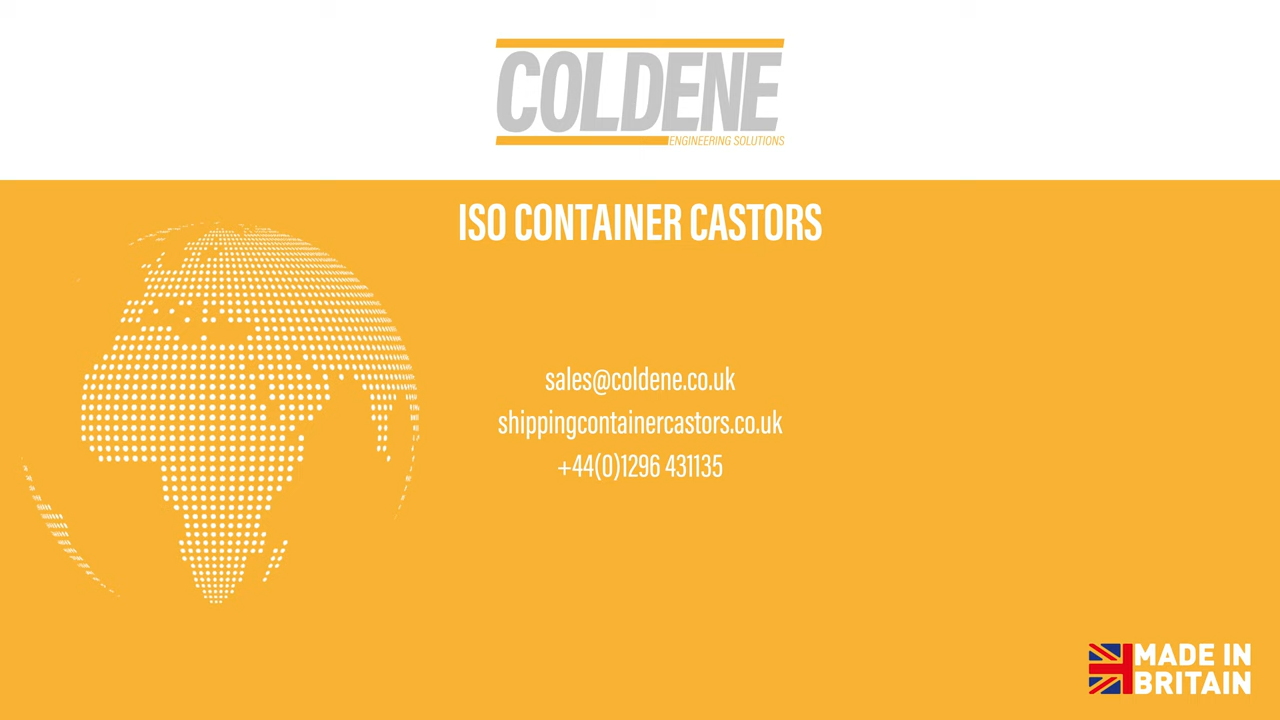 COLDENE
ENGINEERING SOLUTIONS
ISO CONTAINER CASTORS
sales@coldene.co.uk
shippingcontainercastors.co.uk
+44(0)1296 431135
MADE IN
BRITAIN